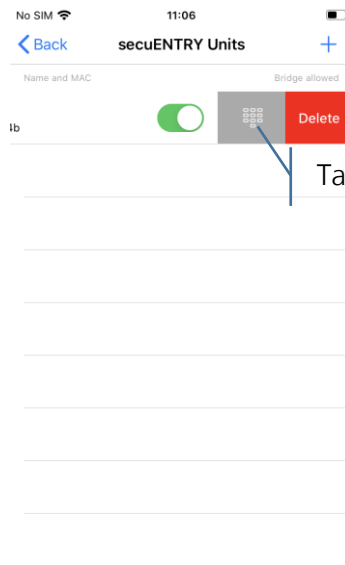 No SIM 11:06
Back secuENTRY Units +
Name and MAC Bridge allowed
4b Delete
Ta